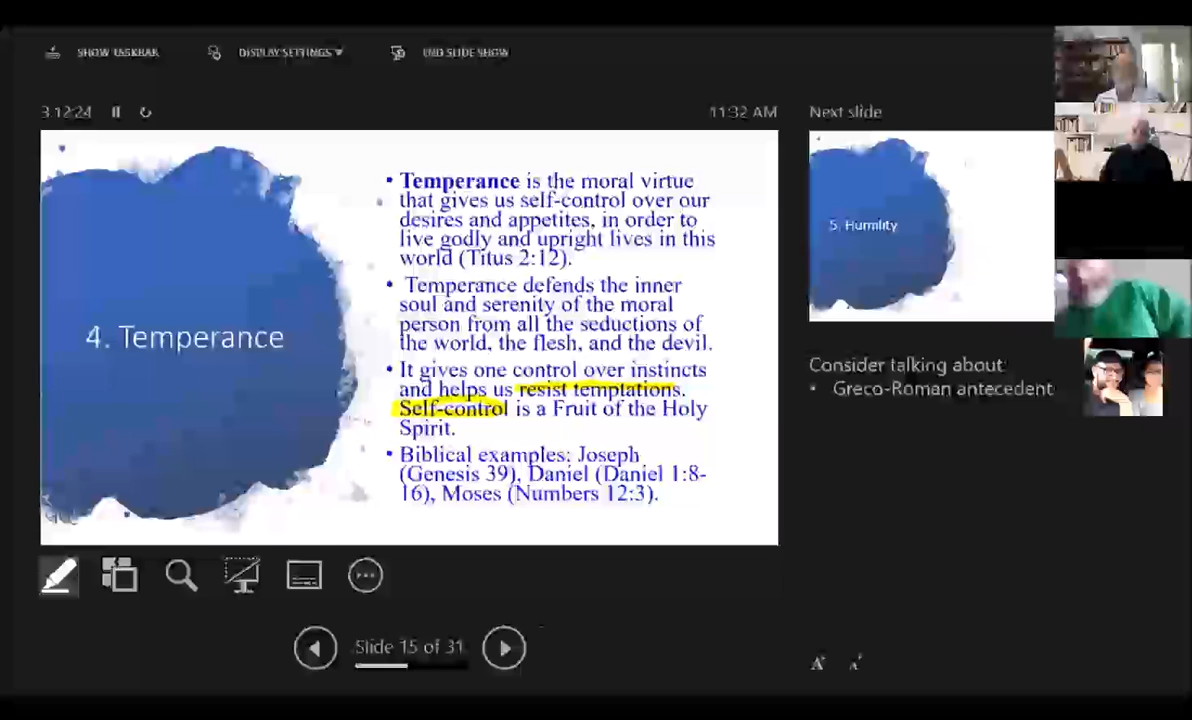 SHOW TASKBAR
DISPLAY SETTINGS
END SLIDE SHOW
3:12:24
11:32 AM
Next slide
4. Temperance
• Temperance is the moral virtue
that gives us self-control over our
desires and appetites, in order to
live godly and upright lives in this
world (Titus 2:12).
• Temperance defends the inner
soul and serenity of the moral
person from all the seductions of
the world, the flesh, and the devil.
• It gives one control over instincts
and helps us resist temptations.
Self-control is a Fruit of the Holy
Spirit.
• Biblical examples: Joseph
(Genesis 39), Daniel (Daniel 1:8-
16), Moses (Numbers 12:3).
5. Humility
Consider talking about:
• Greco-Roman antecedent
Slide 15 of 31
A
A